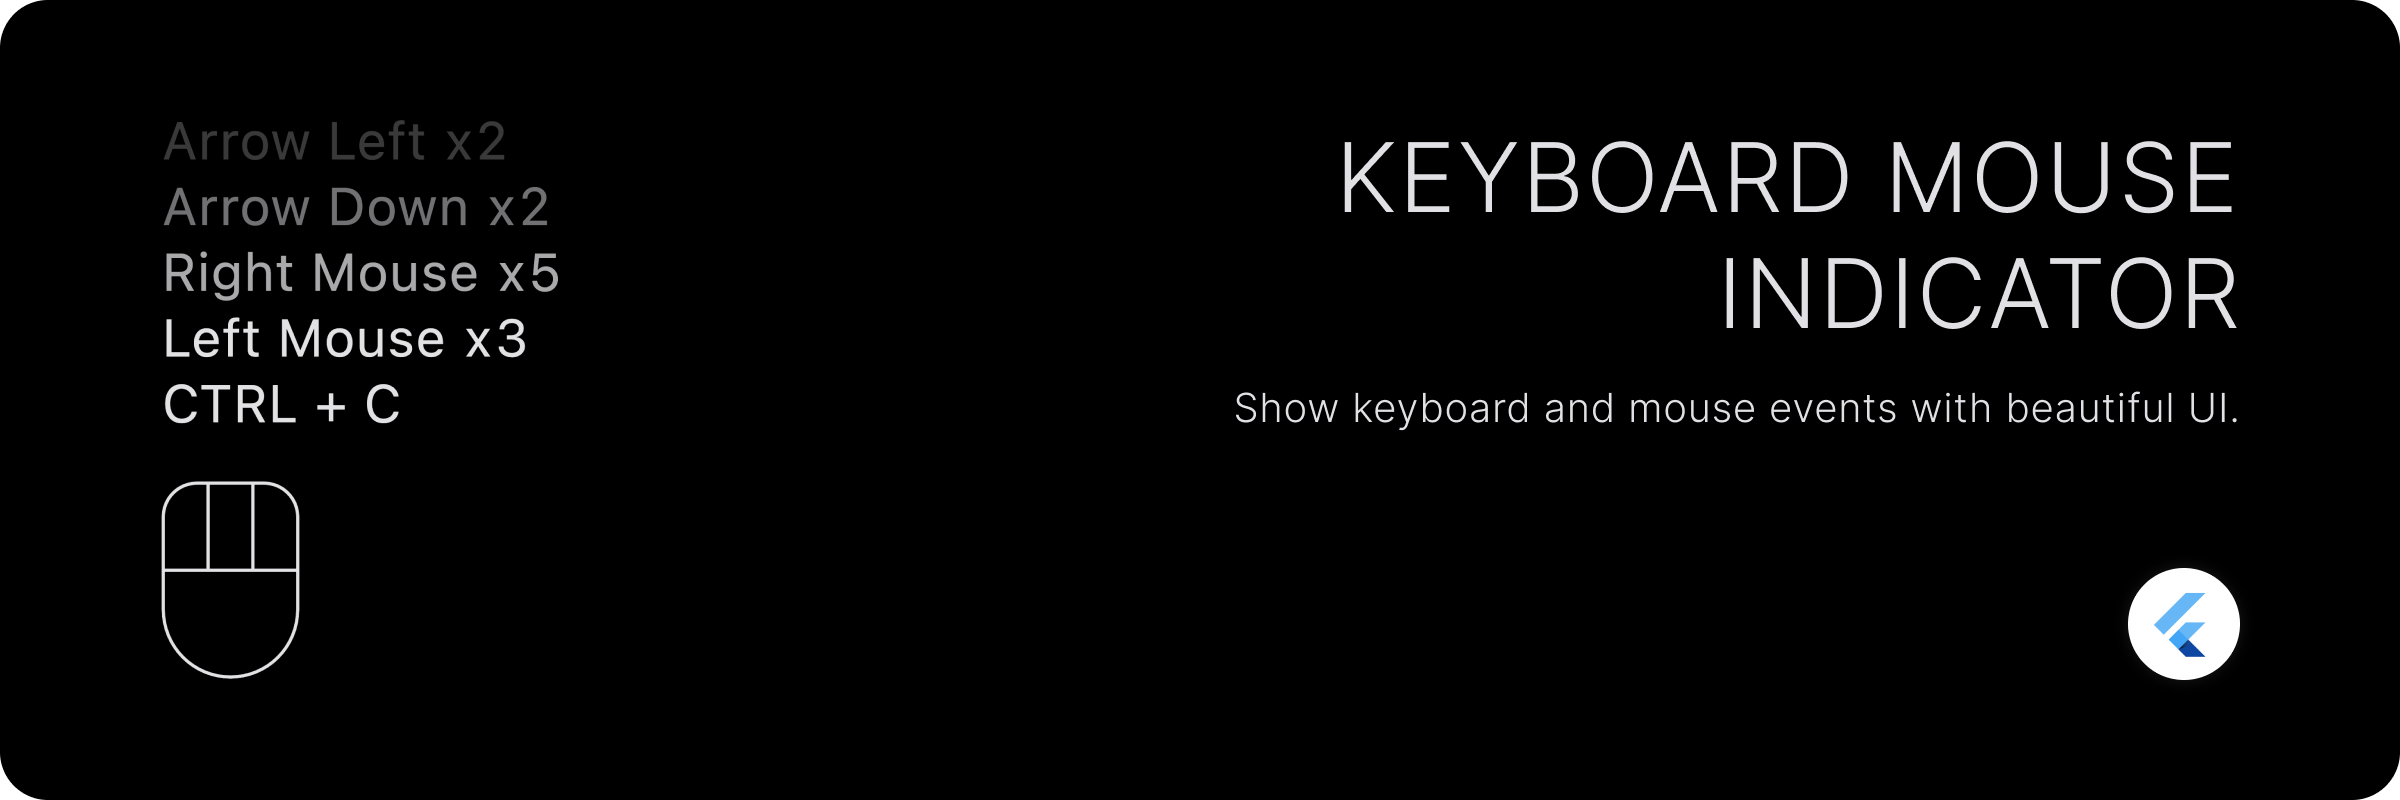 Arrow Left x2
Arrow Down x2
Right Mouse x5
Left Mouse x3
CTRL + C
KEYBOARD MOUSE
INDICATOR
Show keyboard and mouse events with beautiful UI.